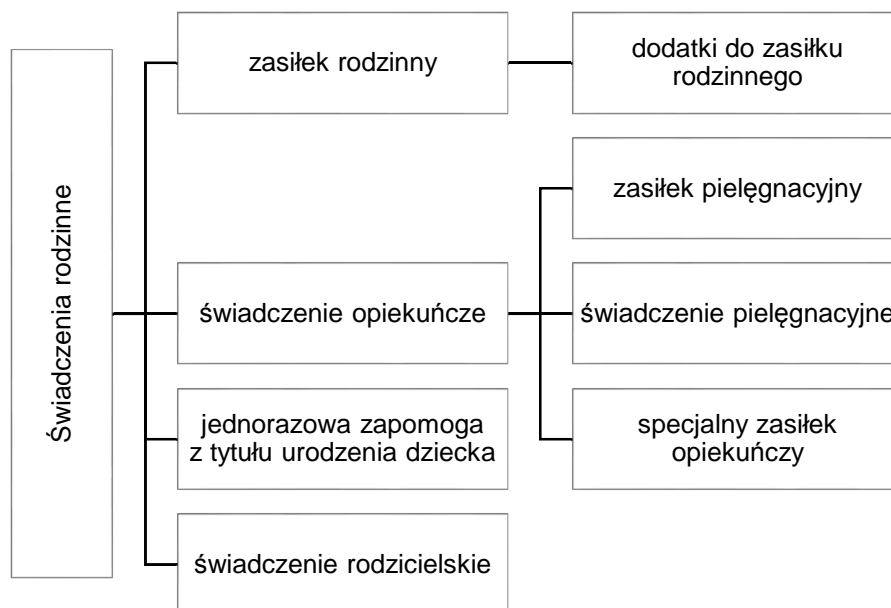 Świadczenia rodzinne
zasiłek rodzinny
dodatki do zasiłku
rodzinnego
świadczenie opiekuńcze
zasiłek pielęgnacyjny
świadczenie pielęgnacyjne
specjalny zasiłek
opiekuńczy
jednorazowa zapomoga
z tytułu urodzenia dziecka
świadczenie rodzicielskie